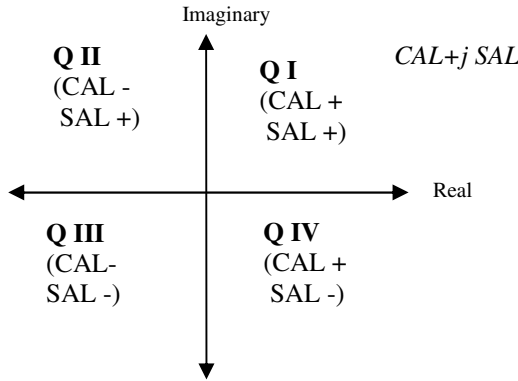 Imaginary
Q II
(CAL -
SAL +)
Q I
(CAL +
SAL +)
CAL+j SAL
Real
Q III
(CAL-
SAL -)
Q IV
(CAL +
SAL -)